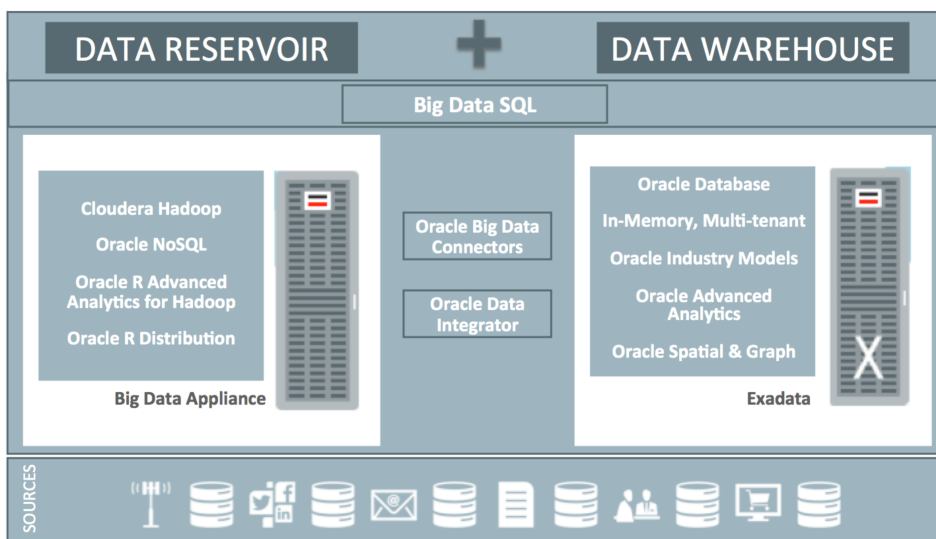 DATA RESERVOIR
DATA WAREHOUSE
Big Data SQL
Cloudera Hadoop
Oracle NoSQL
Oracle R Advanced
Analytics for Hadoop
Oracle R Distribution
Big Data Appliance
Oracle Big Data
Connectors
Oracle Data
Integrator
Oracle Database
In-Memory, Multi-tenant
Oracle Industry Models
Oracle Advanced
Analytics
Oracle Spatial & Graph
X
Exadata
SOURCES
f
@
in